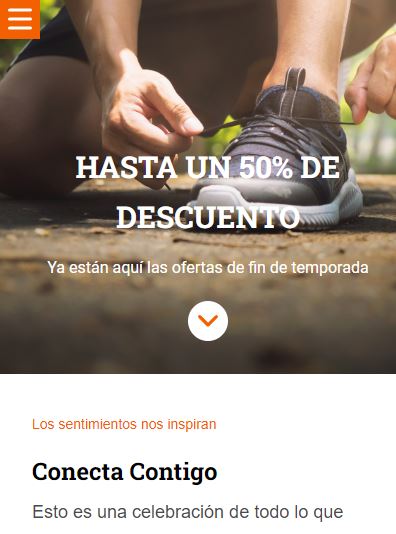 HASTA UN 50% DE
DESCUENTO
Ya están aquí las ofertas de fin de temporada
Los sentimientos nos inspiran
Conecta Contigo
Esto es una celebración de todo lo que